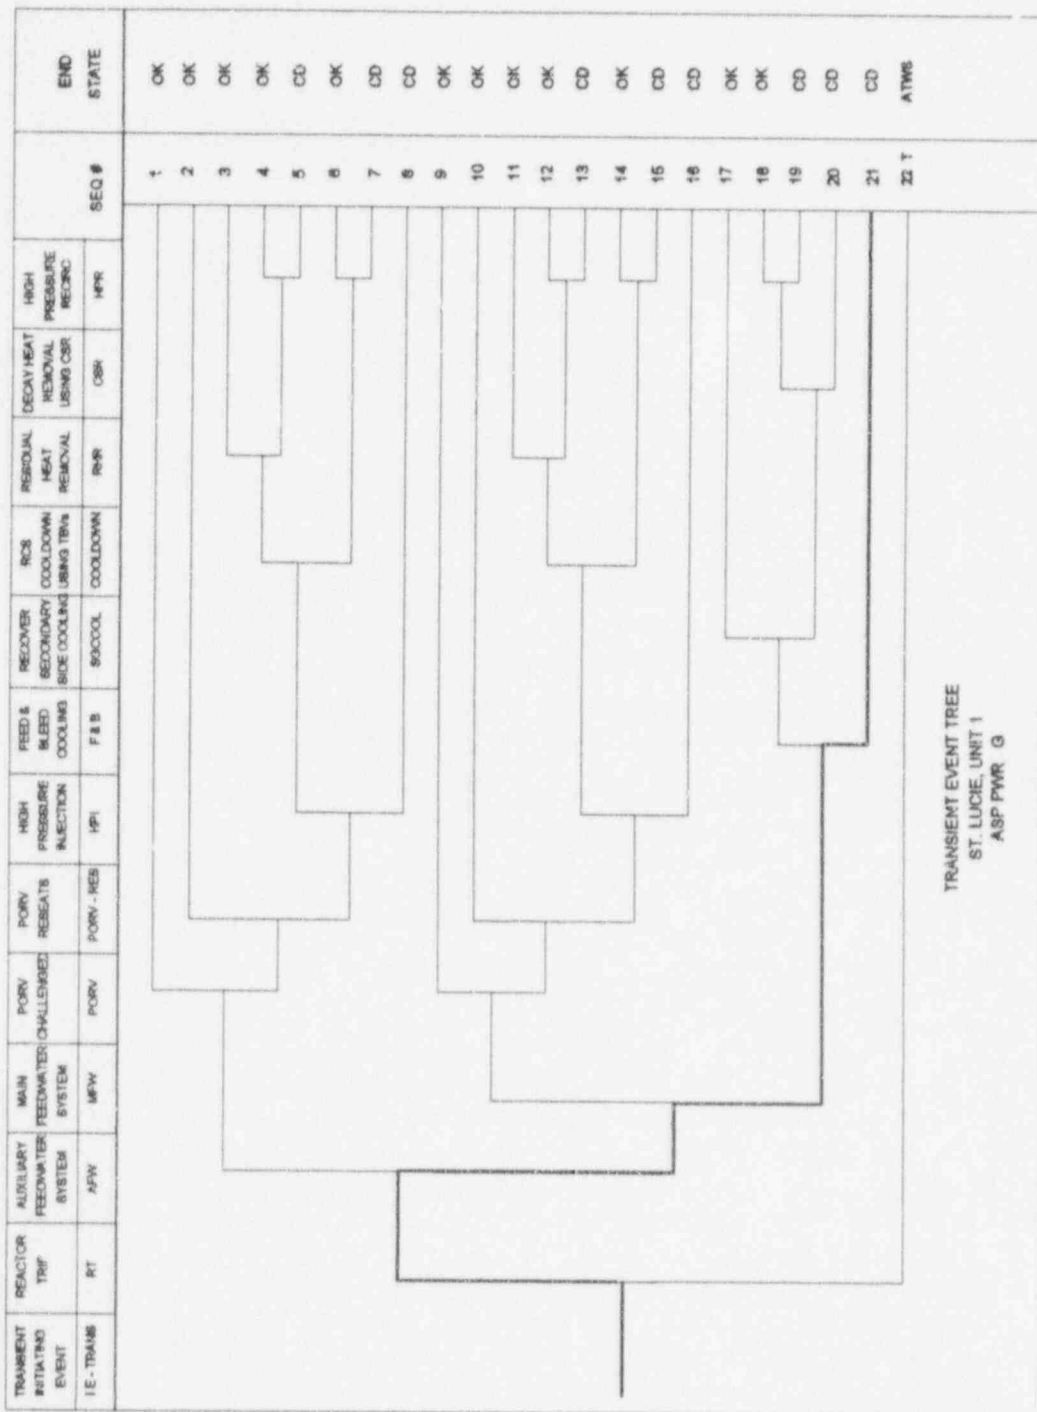 TRANSIENT
INITIATING
EVENT
REACTOR
TRIP
AUXILIARY
FEEDWATER
SYSTEM
MAIN
FEEDWATER
SYSTEM
PORV
CHALLENGED
PORV
RESEATS
HIGH
PRESSURE
INJECTION
FEED &
BLEED
COOLING
RECOVER
SECONDARY
SIDE COOLING
RCS
COOLDOWN
USING TBVs
RESIDUAL
HEAT
REMOVAL
DECAY HEAT
REMOVAL
USING CSR
HIGH
PRESSURE
RECIRC
END
STATE
IE - TRANS
RT
AFW
MFW
PORV
PORV - RES
HPI
F & B
SGCOOL
COOLDOWN
RHR
CSR
HPR
SEQ #
1 OK
2 OK
3 OK
4 OK
5 CD
6 OK
7 CD
8 CD
9 OK
10 OK
11 OK
12 OK
13 CD
14 OK
15 CD
16 CD
17 OK
18 OK
19 CD
20 CD
21 CD
22 T ATWS
TRANSIENT EVENT TREE
ST. LUCIE, UNIT 1
ASP PWR G